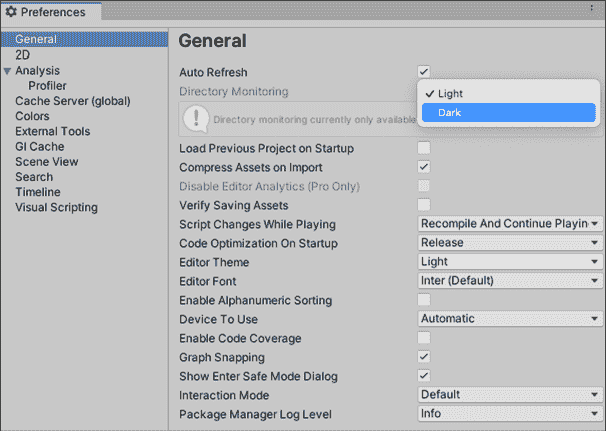 Preferences
General
2D
Analysis
Profiler
Cache Server (global)
Colors
External Tools
GI Cache
Scene View
Search
Timeline
Visual Scripting
General
Auto Refresh
Directory Monitoring
Light
Dark
Directory monitoring currently only available
Load Previous Project on Startup
Compress Assets on Import
Disable Editor Analytics (Pro Only)
Verify Saving Assets
Script Changes While Playing Recompile And Continue Playin
Code Optimization On Startup Release
Editor Theme Light
Editor Font Inter (Default)
Enable Alphanumeric Sorting
Device To Use Automatic
Enable Code Coverage
Graph Snapping
Show Enter Safe Mode Dialog
Interaction Mode Default
Package Manager Log Level Info